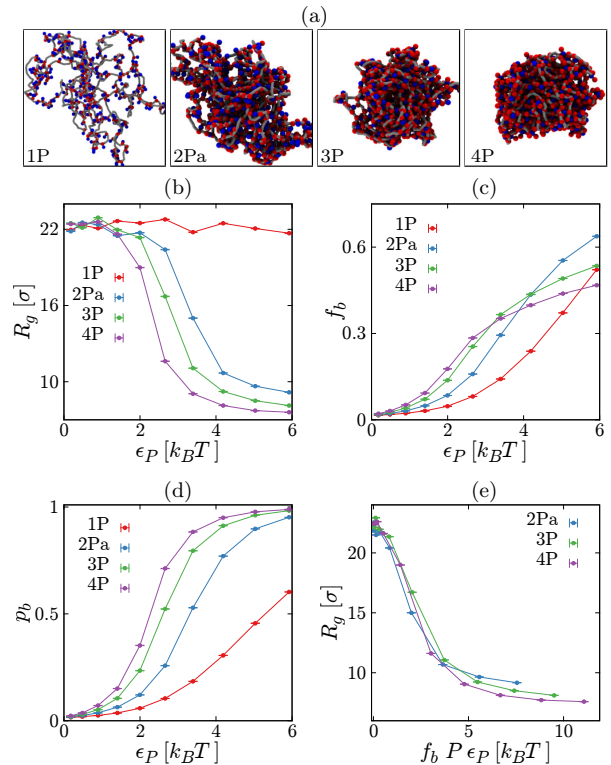 (a)
1P 2Pa 3P 4P
(b)
22
16
10
R_g [σ]
1P
2Pa
3P
4P
0 2 4 6
ϵ_P [k_BT]
(c)
0.6
0.3
0
f_b
1P
2Pa
3P
4P
0 2 4 6
ϵ_P [k_BT]
(d)
1
0.5
0
p_b
1P
2Pa
3P
4P
0 2 4 6
ϵ_P [k_BT]
(e)
22
16
10
R_g [σ]
2Pa
3P
4P
0 5 10
f_b P ϵ_P [k_BT]